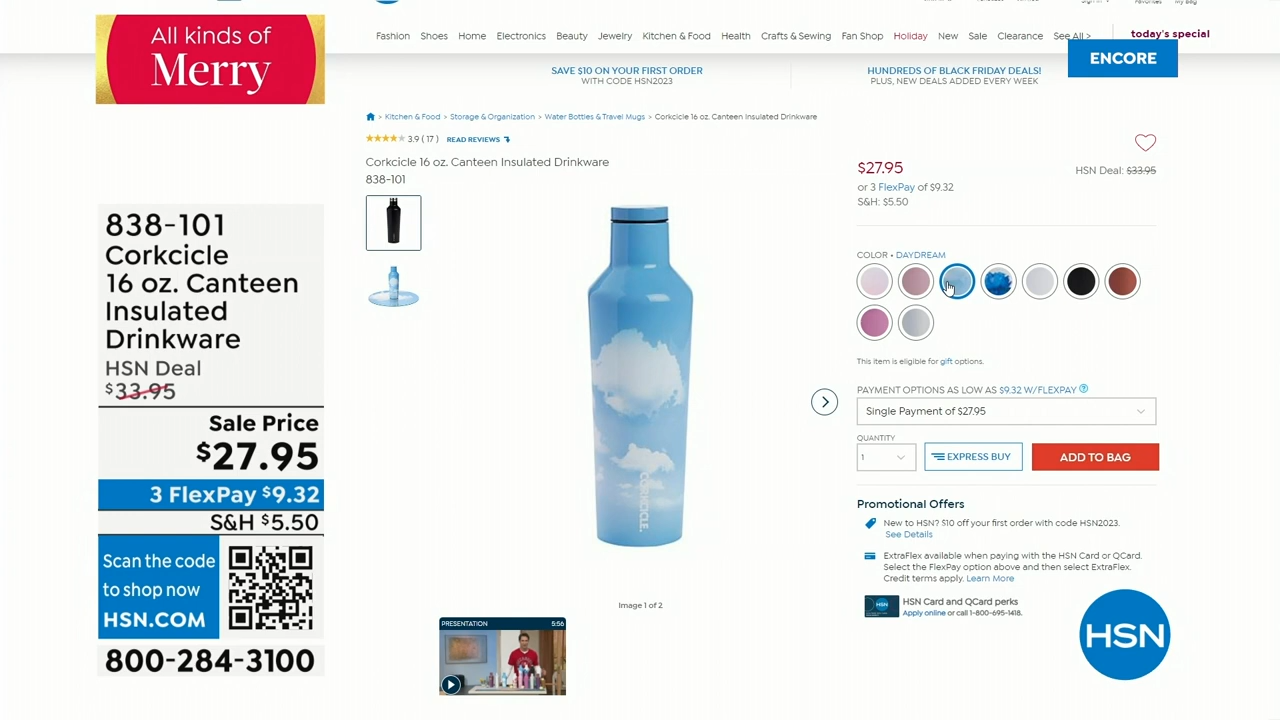 All kinds of
Merry
Fashion Shoes Home Electronics Beauty Jewelry Kitchen & Food Health Crafts & Sewing Fan Shop Holiday New Sale Clearance See All >
today's special
ENCORE
SAVE $10 ON YOUR FIRST ORDER
WITH CODE HSN2023
HUNDREDS OF BLACK FRIDAY DEALS!
PLUS, NEW DEALS ADDED EVERY WEEK
> Kitchen & Food > Storage & Organization > Water Bottles & Travel Mugs > Corkcicle 16 oz. Canteen Insulated Drinkware
3.9 ( 17 ) READ REVIEWS
Corkcicle 16 oz. Canteen Insulated Drinkware
838-101
$27.95
HSN Deal: $33.95
or 3 FlexPay of $9.32
S&H: $5.50
COLOR • DAYDREAM
This item is eligible for gift options.
PAYMENT OPTIONS AS LOW AS $9.32 W/FLEXPAY
Single Payment of $27.95
QUANTITY
1
EXPRESS BUY
ADD TO BAG
Promotional Offers
New to HSN? $10 off your first order with code HSN2023.
See Details
ExtraFlex available when paying with the HSN Card or QCard.
Select the FlexPay option above and then select ExtraFlex.
Credit terms apply. Learn More
HSN Card and QCard perks
Apply online or call 1-800-695-1418.
HSN
CORKCICLE.
Image 1 of 2
PRESENTATION 5:56
838-101
Corkcicle
16 oz. Canteen
Insulated
Drinkware
HSN Deal
$33.95
Sale Price
$27.95
3 FlexPay $9.32
S&H $5.50
Scan the code
to shop now
HSN.COM
800-284-3100